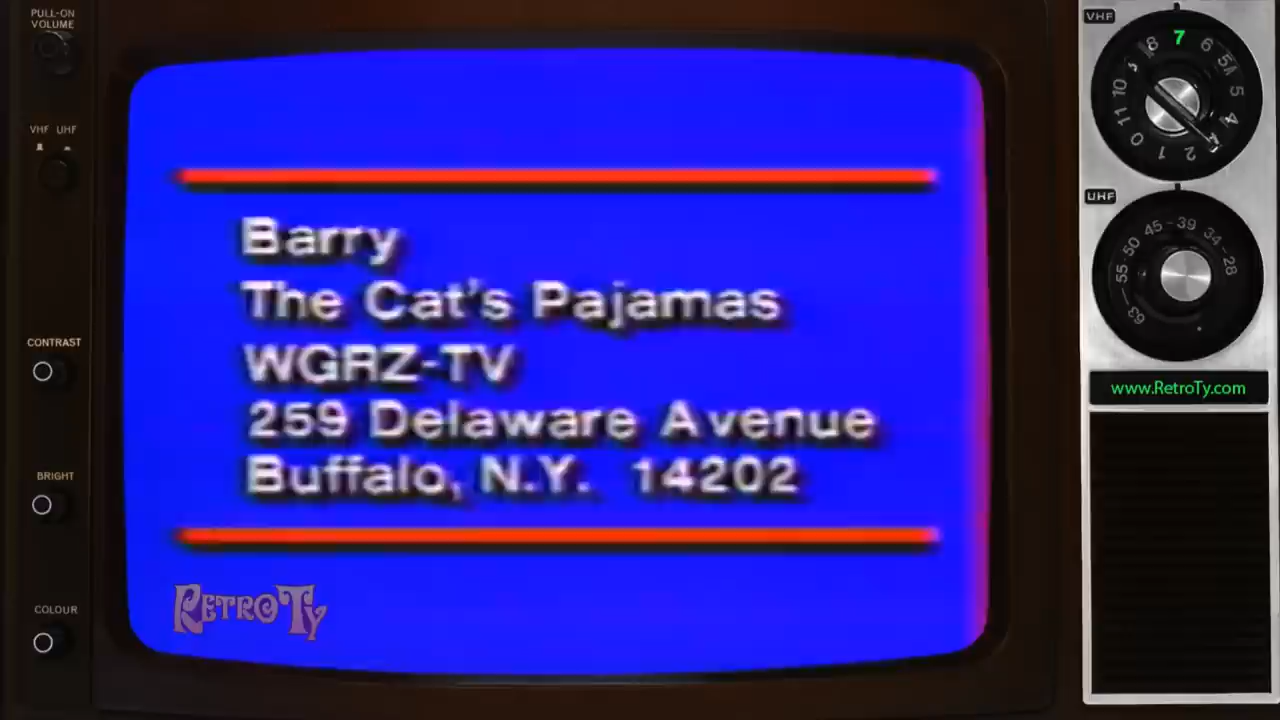 PULL-ON
VOLUME
VHF UHF
CONTRAST
BRIGHT
COLOUR
Barry
The Cat's Pajamas
WGRZ-TV
259 Delaware Avenue
Buffalo, N.Y. 14202
RetroTy
VHF
8 7 6 5 4 2 1 0 11 10
UHF
63 55-50 45-39 34-28
www.RetroTy.com